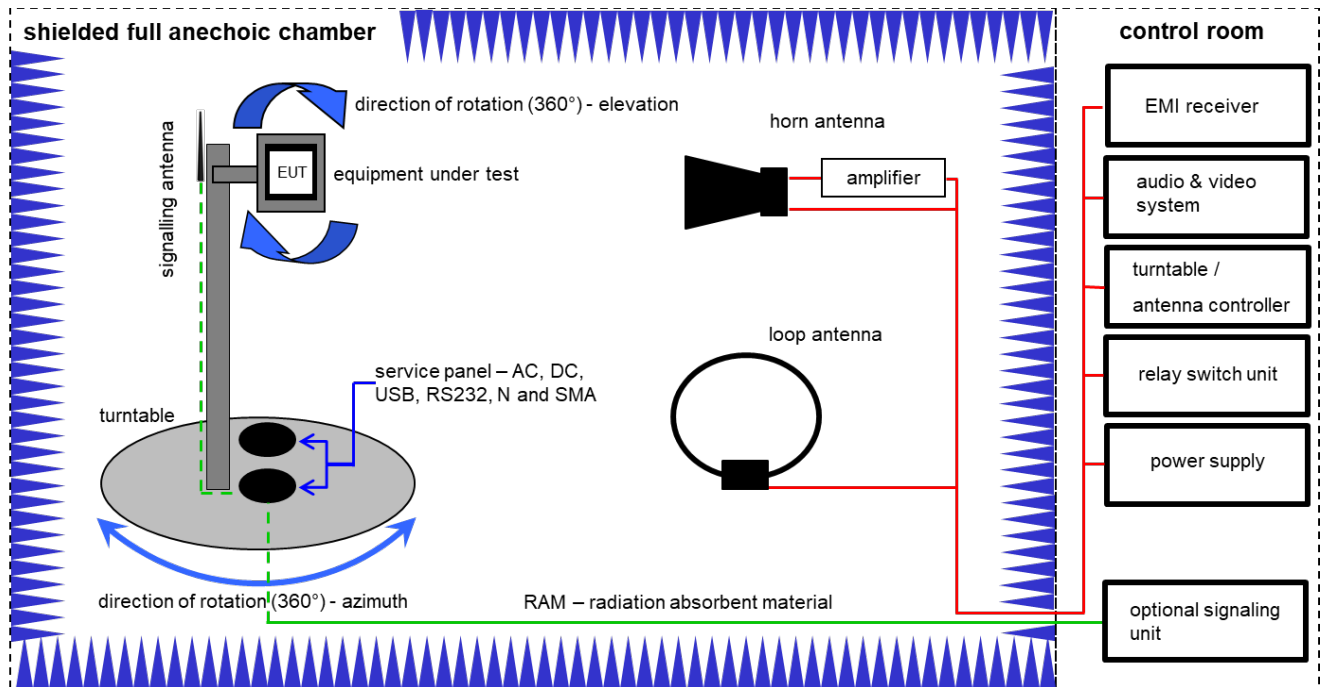 shielded full anechoic chamber
control room
direction of rotation (360°) - elevation
signalling antenna
EUT
equipment under test
horn antenna
amplifier
loop antenna
service panel – AC, DC,
USB, RS232, N and SMA
turntable
direction of rotation (360°) - azimuth
RAM – radiation absorbent material
EMI receiver
audio & video
system
turntable /
antenna controller
relay switch unit
power supply
optional signaling
unit